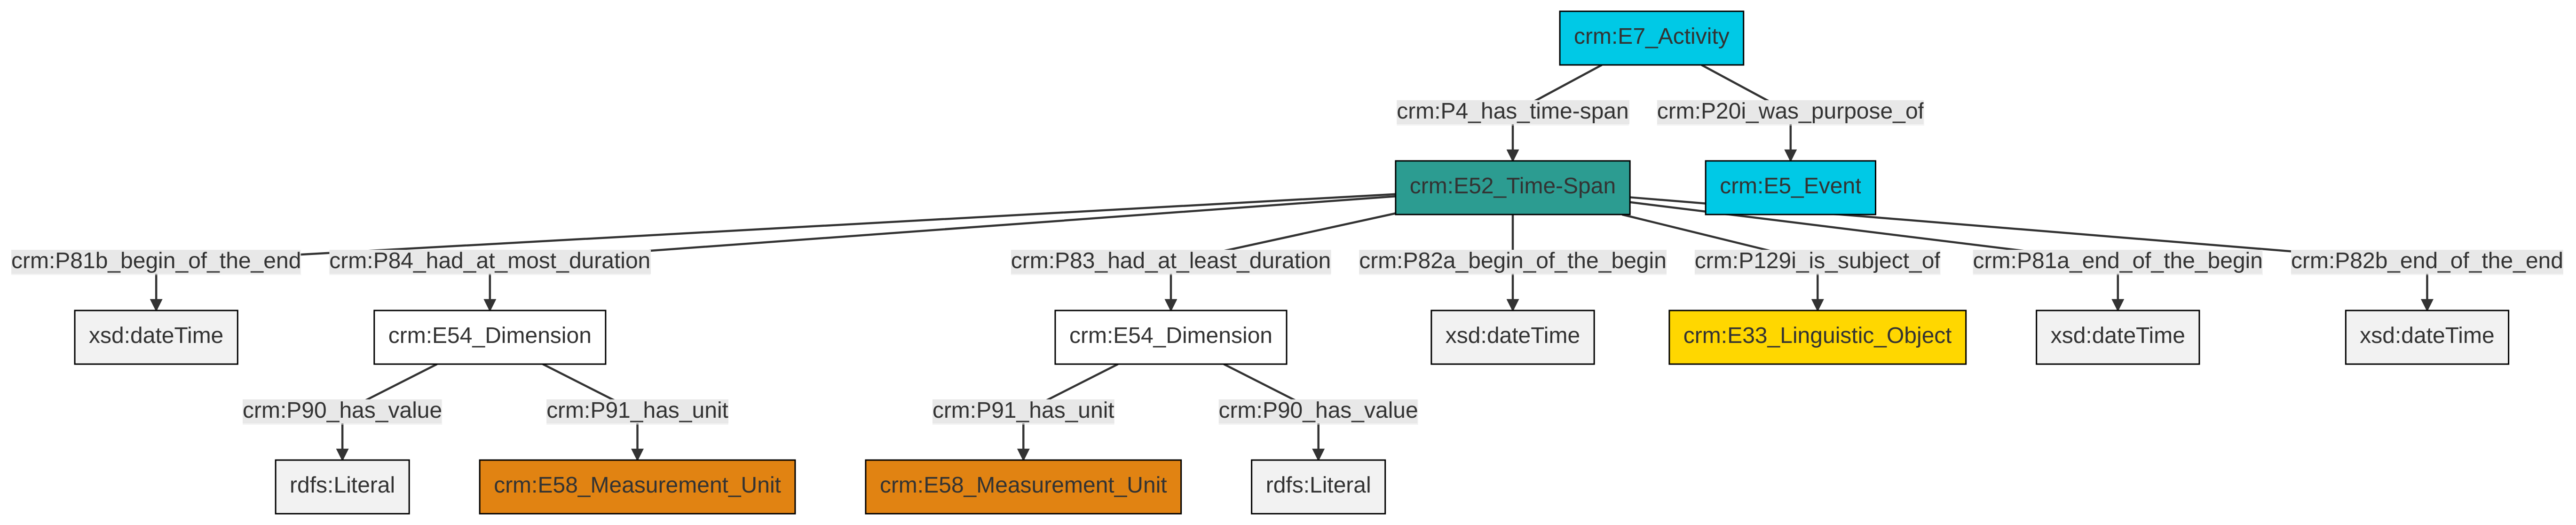 crm:E7_Activity
crm:P4_has_time-span
crm:P20i_was_purpose_of
crm:E52_Time-Span
crm:E5_Event
crm:P81b_begin_of_the_end
crm:P84_had_at_most_duration
crm:P83_had_at_least_duration
crm:P82a_begin_of_the_begin
crm:P129i_is_subject_of
crm:P81a_end_of_the_begin
crm:P82b_end_of_the_end
xsd:dateTime
crm:E54_Dimension
crm:E54_Dimension
xsd:dateTime
crm:E33_Linguistic_Object
xsd:dateTime
xsd:dateTime
crm:P90_has_value
crm:P91_has_unit
crm:P91_has_unit
crm:P90_has_value
rdfs:Literal
crm:E58_Measurement_Unit
crm:E58_Measurement_Unit
rdfs:Literal